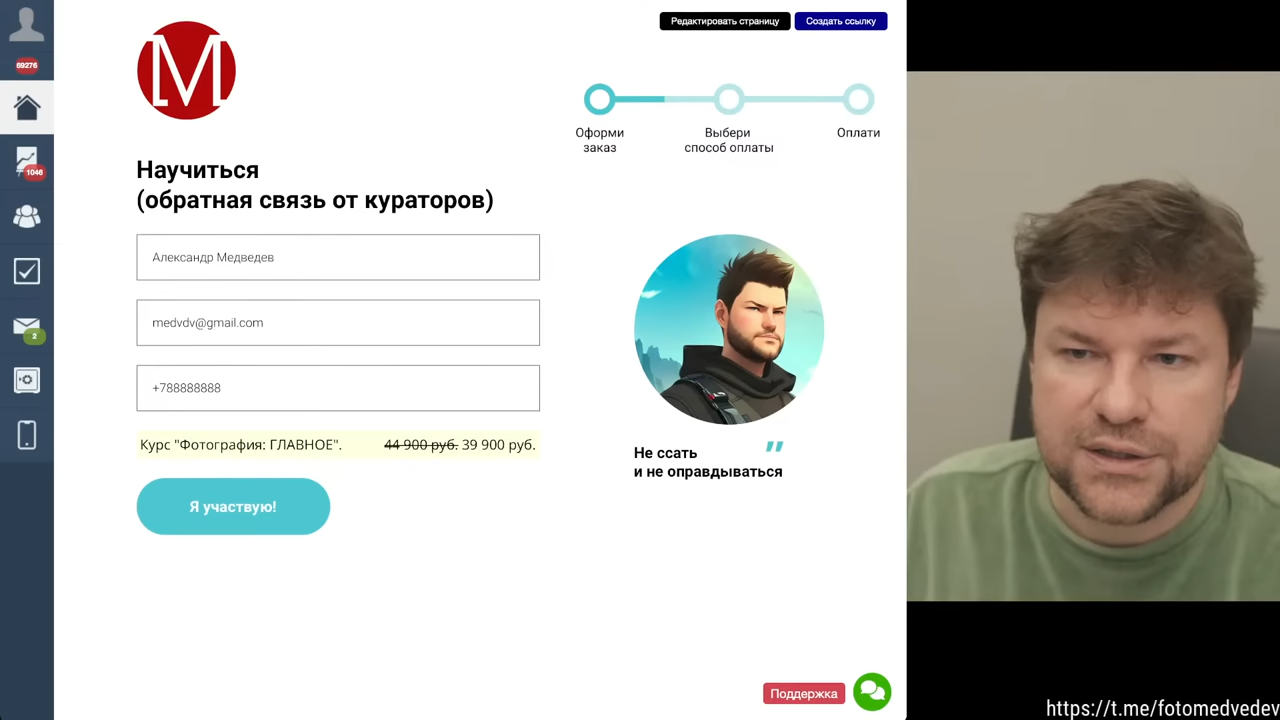 Редактировать страницу
Создать ссылку
69276
M
1046
2
Оформи
заказ
Выбери
способ оплаты
Оплати
Научиться
(обратная связь от кураторов)
Александр Медведев
medvdv@gmail.com
+788888888
Курс "Фотография: ГЛАВНОЕ". 44 900 руб. 39 900 руб.
Я участвую!
Не ссать
и не оправдываться
Поддержка
https://t.me/fotomedvedev